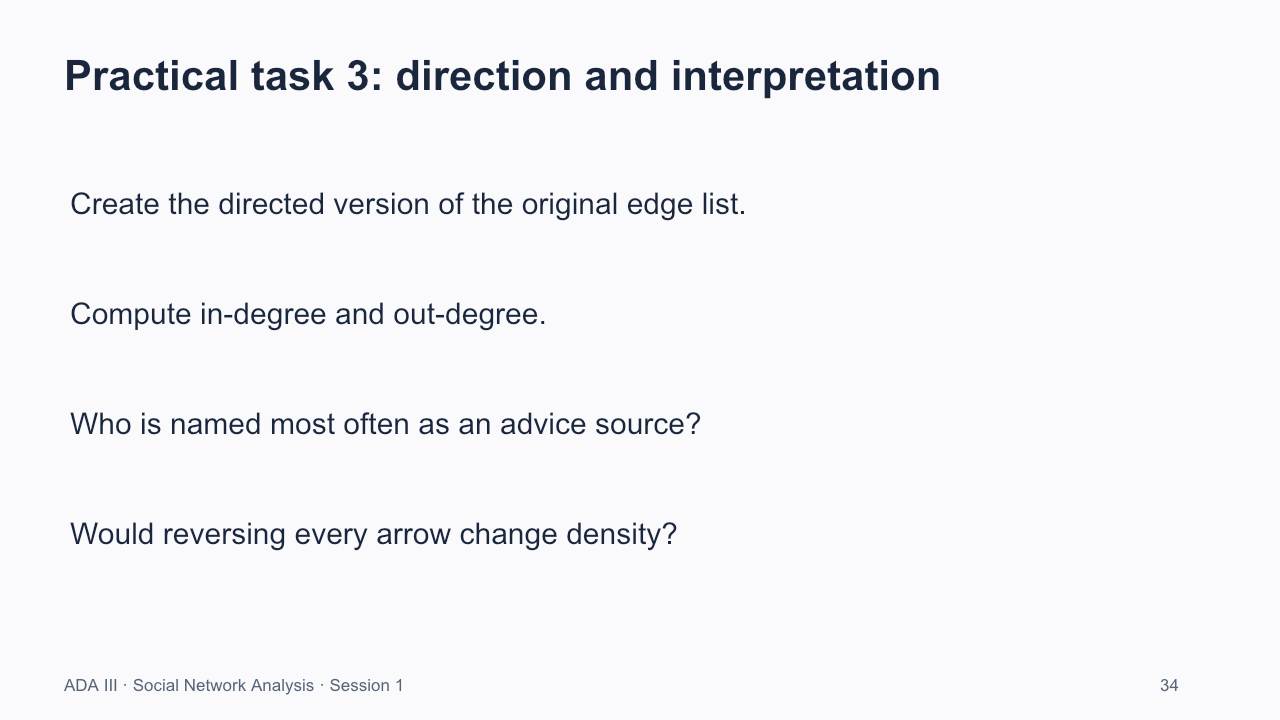 Practical task 3: direction and interpretation
Create the directed version of the original edge list.
Compute in-degree and out-degree.
Who is named most often as an advice source?
Would reversing every arrow change density?
ADA III · Social Network Analysis · Session 1
34